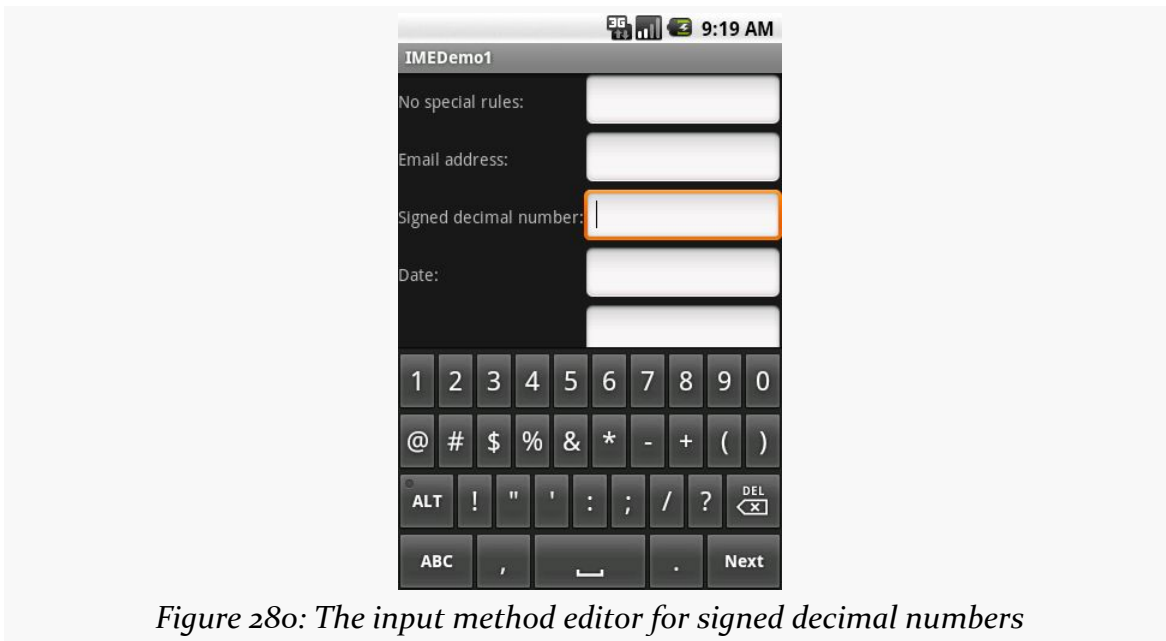 3G 9:19 AM
IMEDemo1
No special rules:
Email address:
Signed decimal number:
Date:
1 2 3 4 5 6 7 8 9 0
@ # $ % & * - + ( )
ALT ! " ' : ; / ? DEL
ABC , . Next
Figure 280: The input method editor for signed decimal numbers